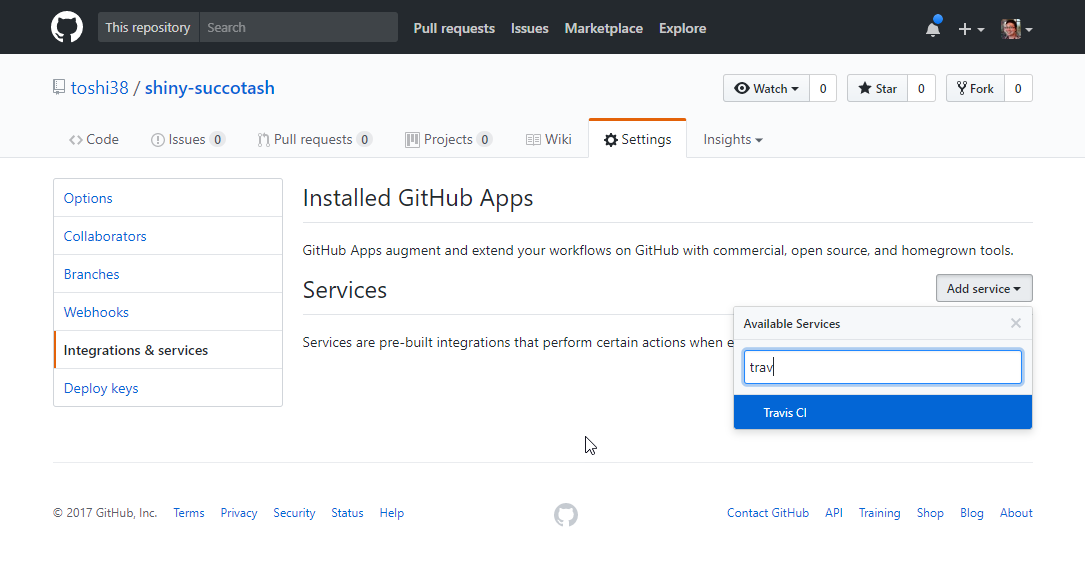 This repository Search Pull requests Issues Marketplace Explore
toshi38 / shiny-succotash
Watch 0 Star 0 Fork 0
Code Issues 0 Pull requests 0 Projects 0 Wiki Settings Insights
Options
Collaborators
Branches
Webhooks
Integrations & services
Deploy keys
Installed GitHub Apps
GitHub Apps augment and extend your workflows on GitHub with commercial, open source, and homegrown tools.
Services
Add service
Services are pre-built integrations that perform certain actions when e
Available Services
trav
Travis CI
© 2017 GitHub, Inc. Terms Privacy Security Status Help
Contact GitHub API Training Shop Blog About